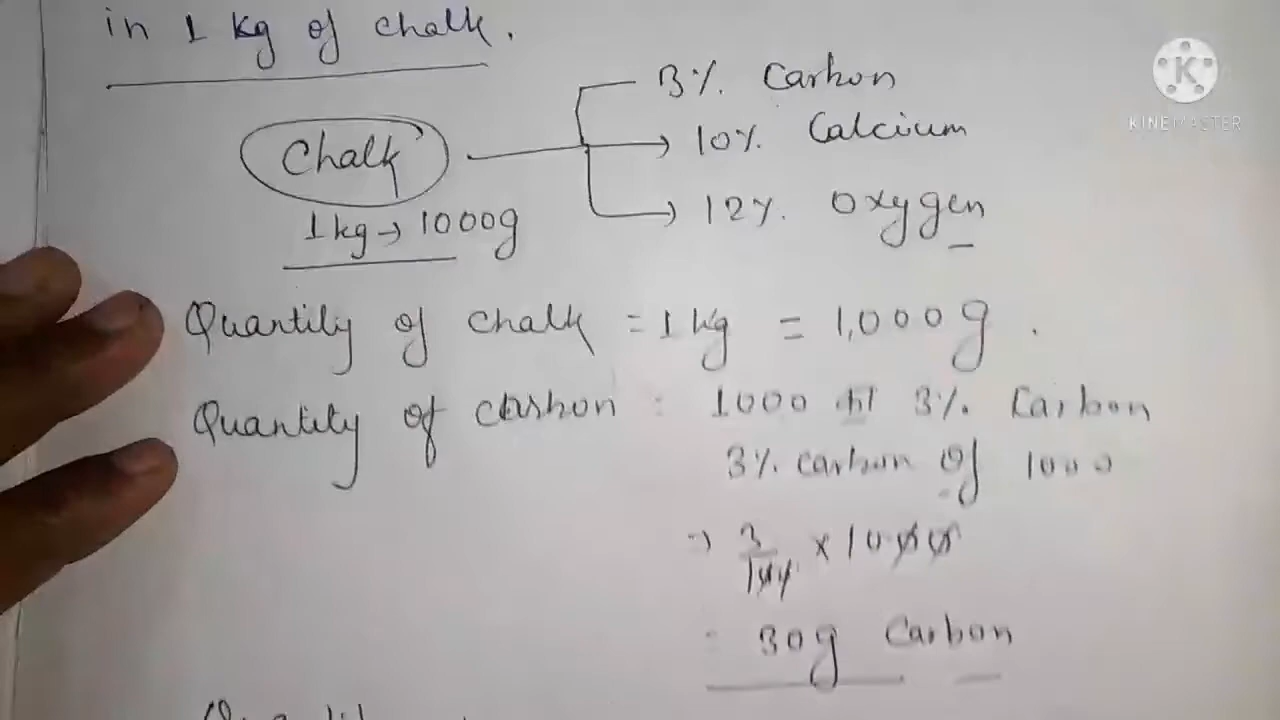 in 1 kg of chalk.
3% Carbon
Chalk
10% Calcium
12% Oxygen
1kg → 1000g
Quantity of chalk = 1 kg = 1,000g.
Quantity of carbon : 1000 3% Carbon
3% carbon of 1000
⇒ 3/100 × 1000
= 30g Carbon
KINEMASTER